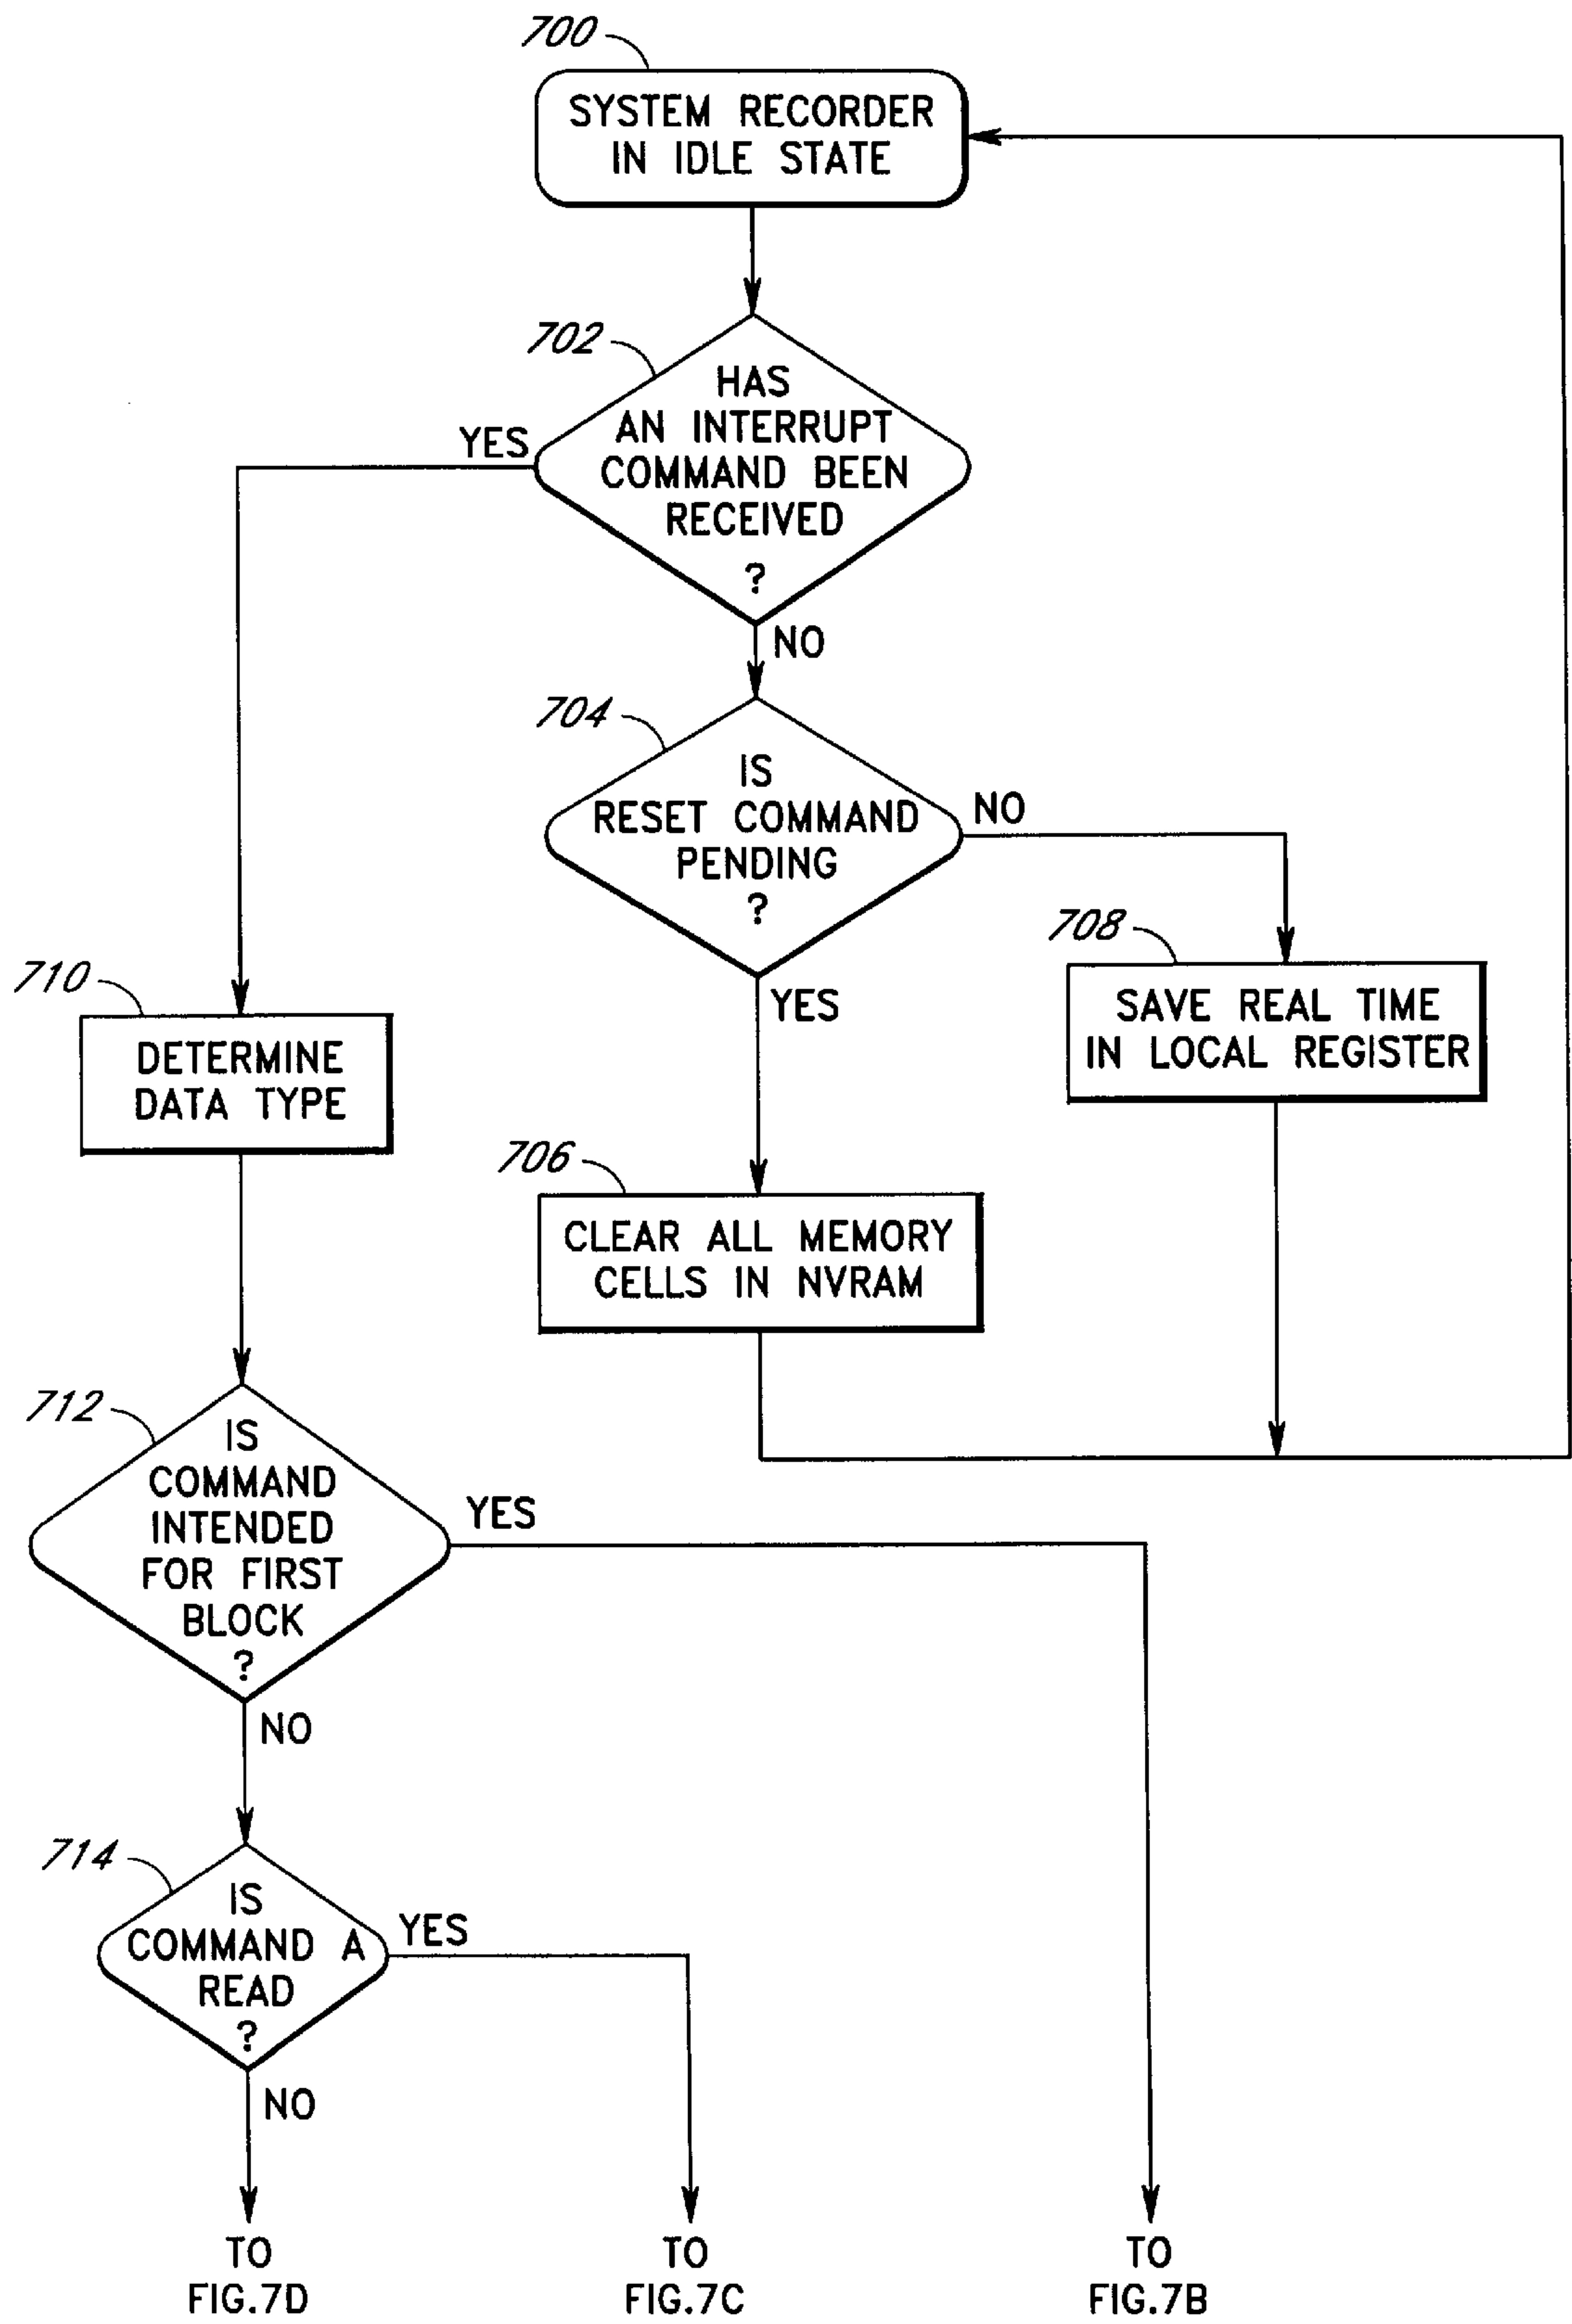 700
SYSTEM RECORDER
IN IDLE STATE
702
HAS
AN INTERRUPT
COMMAND BEEN
RECEIVED
?
YES
NO
704
IS
RESET COMMAND
PENDING
?
NO
YES
708
SAVE REAL TIME
IN LOCAL REGISTER
710
DETERMINE
DATA TYPE
706
CLEAR ALL MEMORY
CELLS IN NVRAM
712
IS
COMMAND
INTENDED
FOR FIRST
BLOCK
?
YES
NO
714
IS
COMMAND A
READ
?
YES
NO
TO
FIG.7D
TO
FIG.7C
TO
FIG.7B